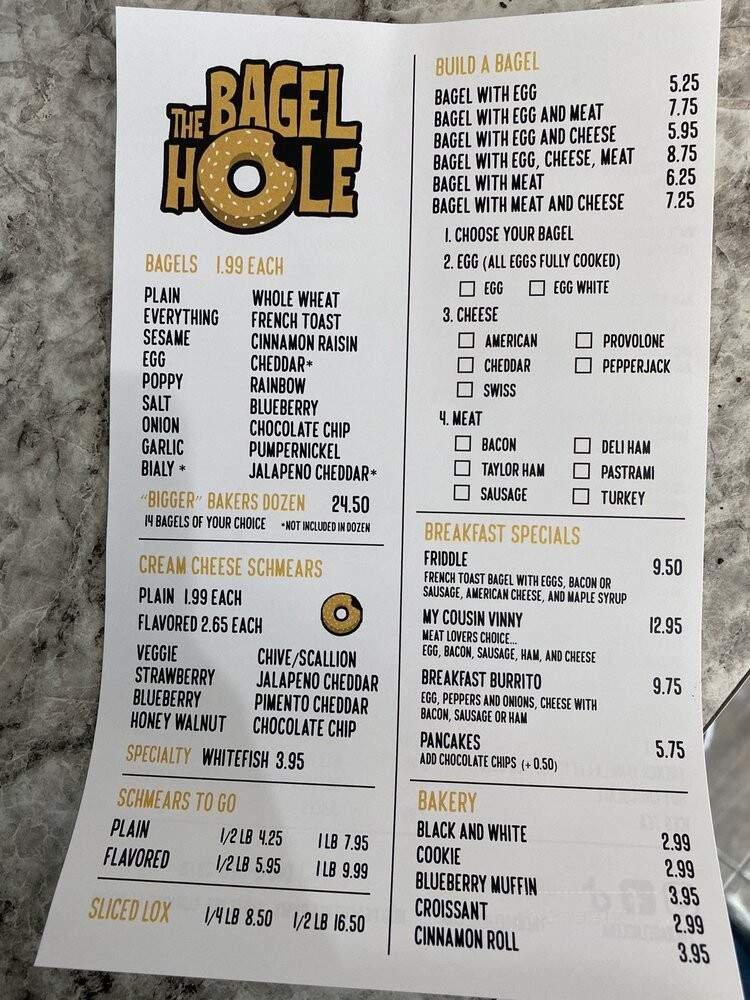 THE BAGEL HOLE
BAGELS 1.99 EACH
PLAIN WHOLE WHEAT
EVERYTHING FRENCH TOAST
SESAME CINNAMON RAISIN
EGG CHEDDAR*
POPPY RAINBOW
SALT BLUEBERRY
ONION CHOCOLATE CHIP
GARLIC PUMPERNICKEL
BIALY * JALAPENO CHEDDAR*
"BIGGER" BAKERS DOZEN 24.50
14 BAGELS OF YOUR CHOICE *NOT INCLUDED IN DOZEN
CREAM CHEESE SCHMEARS
PLAIN 1.99 EACH
FLAVORED 2.65 EACH
VEGGIE CHIVE/SCALLION
STRAWBERRY JALAPENO CHEDDAR
BLUEBERRY PIMENTO CHEDDAR
HONEY WALNUT CHOCOLATE CHIP
SPECIALTY WHITEFISH 3.95
SCHMEARS TO GO
PLAIN 1/2 LB 4.25 1 LB 7.95
FLAVORED 1/2 LB 5.95 1 LB 9.99
SLICED LOX 1/4 LB 8.50 1/2 LB 16.50
BUILD A BAGEL
BAGEL WITH EGG 5.25
BAGEL WITH EGG AND MEAT 7.75
BAGEL WITH EGG AND CHEESE 5.95
BAGEL WITH EGG, CHEESE, MEAT 8.75
BAGEL WITH MEAT 6.25
BAGEL WITH MEAT AND CHEESE 7.25
1. CHOOSE YOUR BAGEL
2. EGG (ALL EGGS FULLY COOKED)
EGG EGG WHITE
3. CHEESE
AMERICAN PROVOLONE
CHEDDAR PEPPERJACK
SWISS
4. MEAT
BACON DELI HAM
TAYLOR HAM PASTRAMI
SAUSAGE TURKEY
BREAKFAST SPECIALS
FRIDDLE 9.50
FRENCH TOAST BAGEL WITH EGGS, BACON OR
SAUSAGE, AMERICAN CHEESE, AND MAPLE SYRUP
MY COUSIN VINNY 12.95
MEAT LOVERS CHOICE...
EGG, BACON, SAUSAGE, HAM, AND CHEESE
BREAKFAST BURRITO 9.75
EGG, PEPPERS AND ONIONS, CHEESE WITH
BACON, SAUSAGE OR HAM
PANCAKES 5.75
ADD CHOCOLATE CHIPS (+ 0.50)
BAKERY
BLACK AND WHITE 2.99
COOKIE 2.99
BLUEBERRY MUFFIN 3.95
CROISSANT 2.99
CINNAMON ROLL 3.95